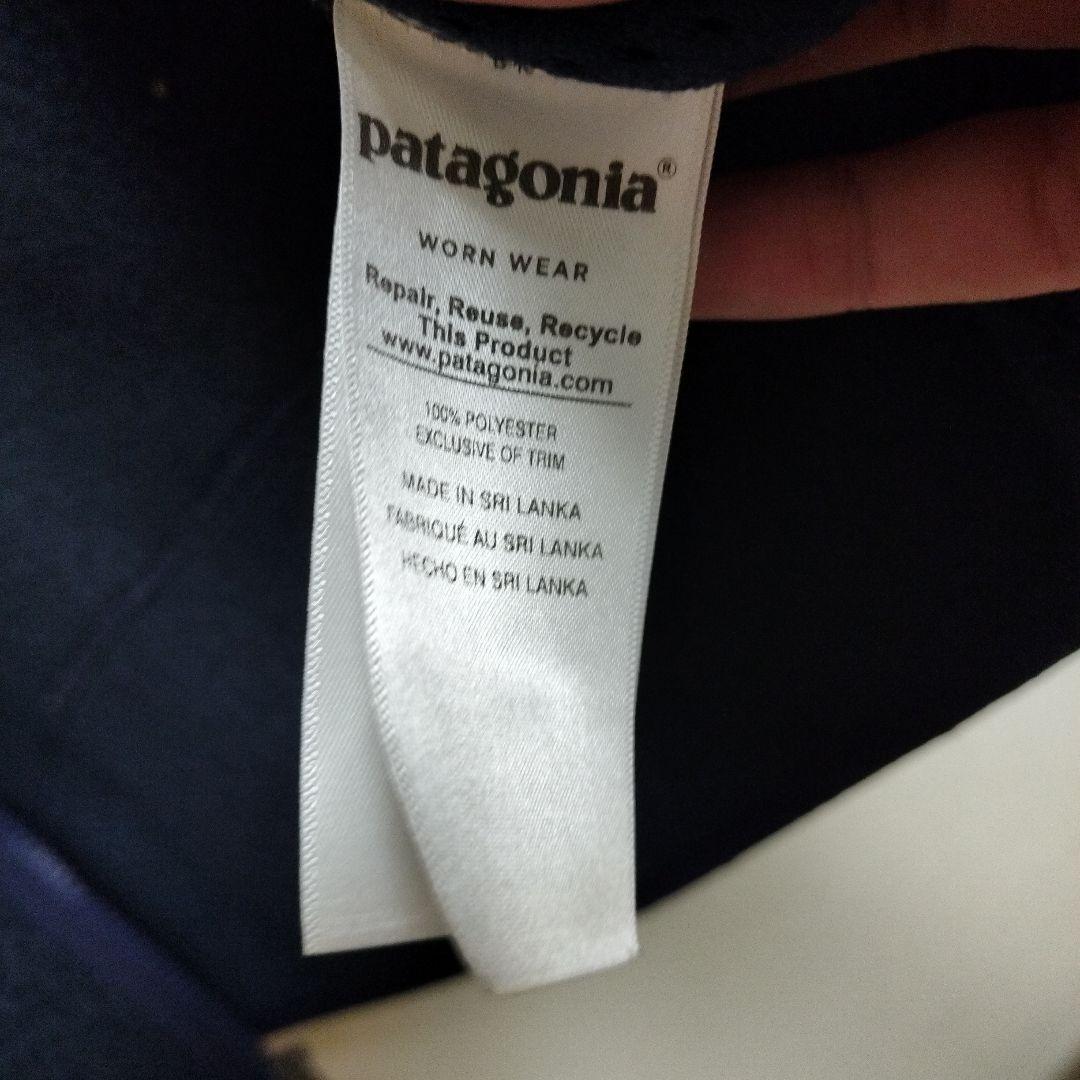 patagonia®
WORN WEAR
Repair, Reuse, Recycle
This Product
www.patagonia.com
100% POLYESTER
EXCLUSIVE OF TRIM
MADE IN SRI LANKA
FABRIQUÉ AU SRI LANKA
HECHO EN SRI LANKA